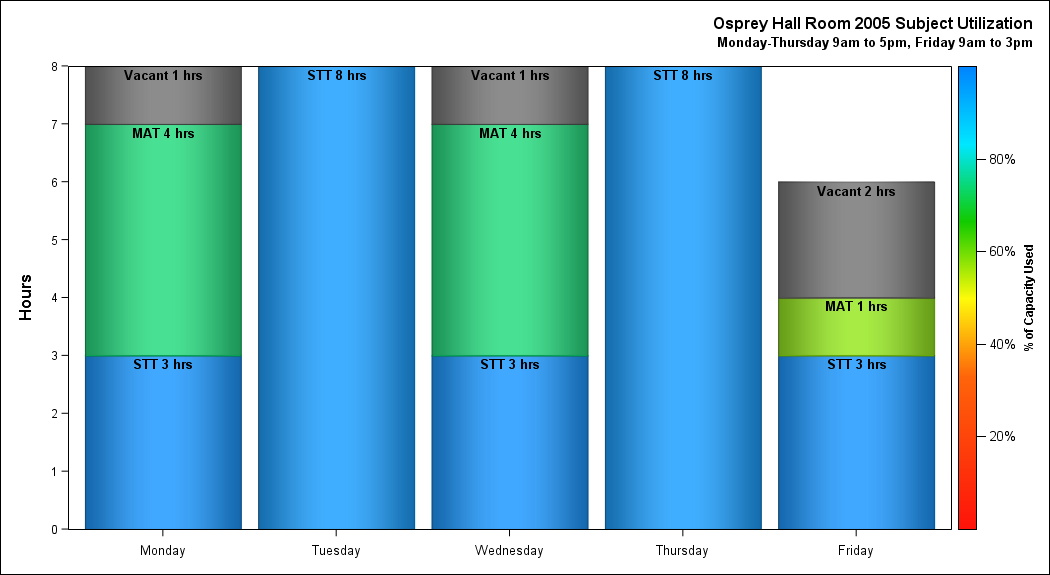 Osprey Hall Room 2005 Subject Utilization
Monday-Thursday 9am to 5pm, Friday 9am to 3pm
Hours
8
7
6
5
4
3
2
1
0
Vacant 1 hrs
MAT 4 hrs
STT 3 hrs
STT 8 hrs
Vacant 1 hrs
MAT 4 hrs
STT 3 hrs
STT 8 hrs
Vacant 2 hrs
MAT 1 hrs
STT 3 hrs
Monday
Tuesday
Wednesday
Thursday
Friday
80%
60%
40%
20%
% of Capacity Used